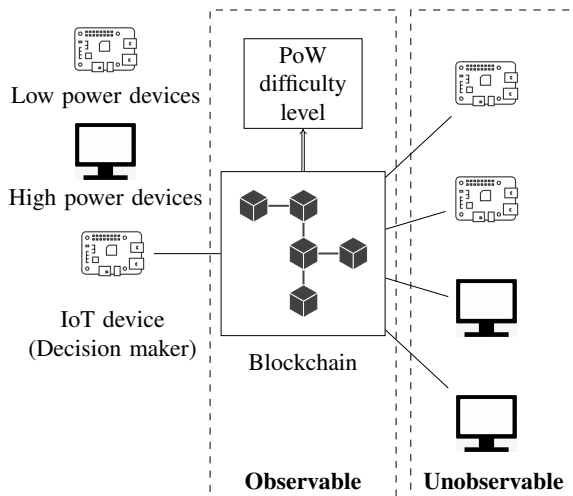 PoW
difficulty
level
Low power devices
High power devices
IoT device
(Decision maker)
Blockchain
Observable
Unobservable